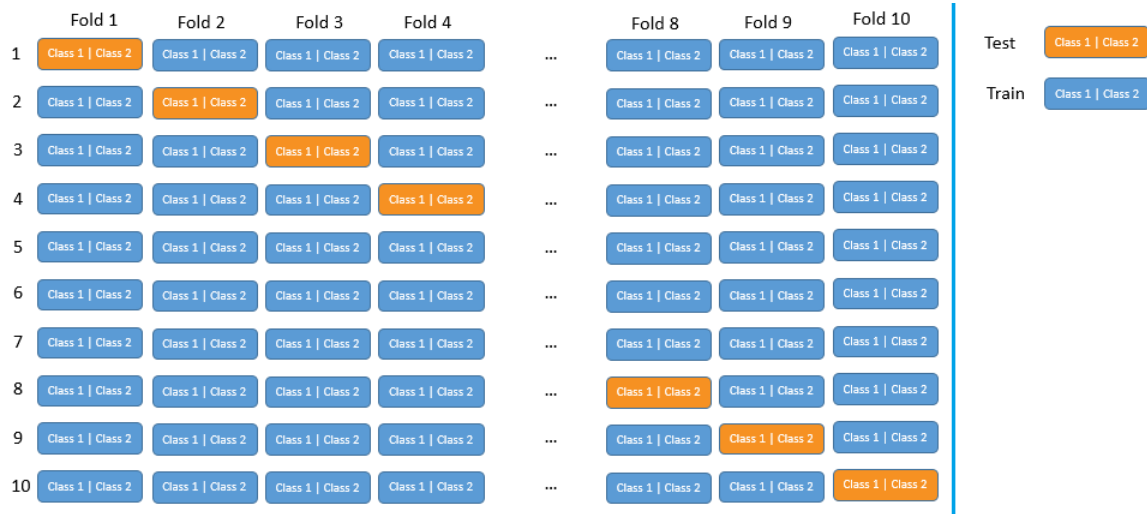 Fold 1 Fold 2 Fold 3 Fold 4 Fold 8 Fold 9 Fold 10
1 Class 1 | Class 2 Class 1 | Class 2 Class 1 | Class 2 Class 1 | Class 2 ... Class 1 | Class 2 Class 1 | Class 2 Class 1 | Class 2
2 Class 1 | Class 2 Class 1 | Class 2 Class 1 | Class 2 Class 1 | Class 2 ... Class 1 | Class 2 Class 1 | Class 2 Class 1 | Class 2
3 Class 1 | Class 2 Class 1 | Class 2 Class 1 | Class 2 Class 1 | Class 2 ... Class 1 | Class 2 Class 1 | Class 2 Class 1 | Class 2
4 Class 1 | Class 2 Class 1 | Class 2 Class 1 | Class 2 Class 1 | Class 2 ... Class 1 | Class 2 Class 1 | Class 2 Class 1 | Class 2
5 Class 1 | Class 2 Class 1 | Class 2 Class 1 | Class 2 Class 1 | Class 2 ... Class 1 | Class 2 Class 1 | Class 2 Class 1 | Class 2
6 Class 1 | Class 2 Class 1 | Class 2 Class 1 | Class 2 Class 1 | Class 2 ... Class 1 | Class 2 Class 1 | Class 2 Class 1 | Class 2
7 Class 1 | Class 2 Class 1 | Class 2 Class 1 | Class 2 Class 1 | Class 2 ... Class 1 | Class 2 Class 1 | Class 2 Class 1 | Class 2
8 Class 1 | Class 2 Class 1 | Class 2 Class 1 | Class 2 Class 1 | Class 2 ... Class 1 | Class 2 Class 1 | Class 2 Class 1 | Class 2
9 Class 1 | Class 2 Class 1 | Class 2 Class 1 | Class 2 Class 1 | Class 2 ... Class 1 | Class 2 Class 1 | Class 2 Class 1 | Class 2
10 Class 1 | Class 2 Class 1 | Class 2 Class 1 | Class 2 Class 1 | Class 2 ... Class 1 | Class 2 Class 1 | Class 2 Class 1 | Class 2
Test Class 1 | Class 2
Train Class 1 | Class 2